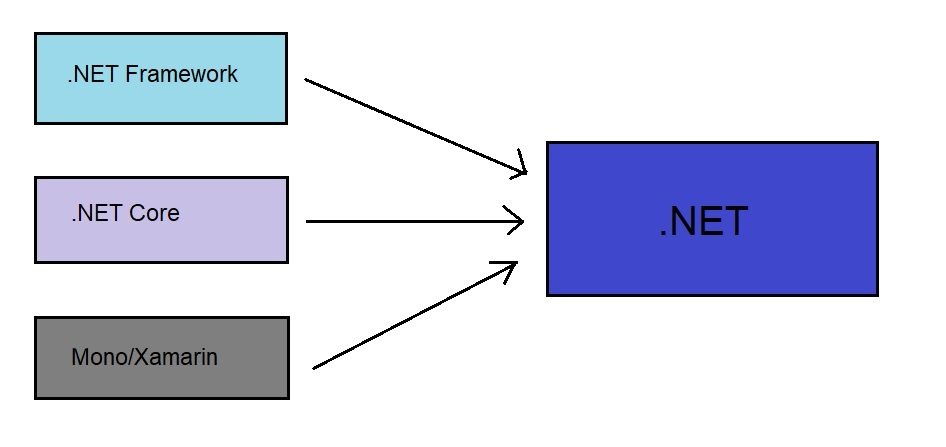 .NET Framework
.NET Core
Mono/Xamarin
.NET